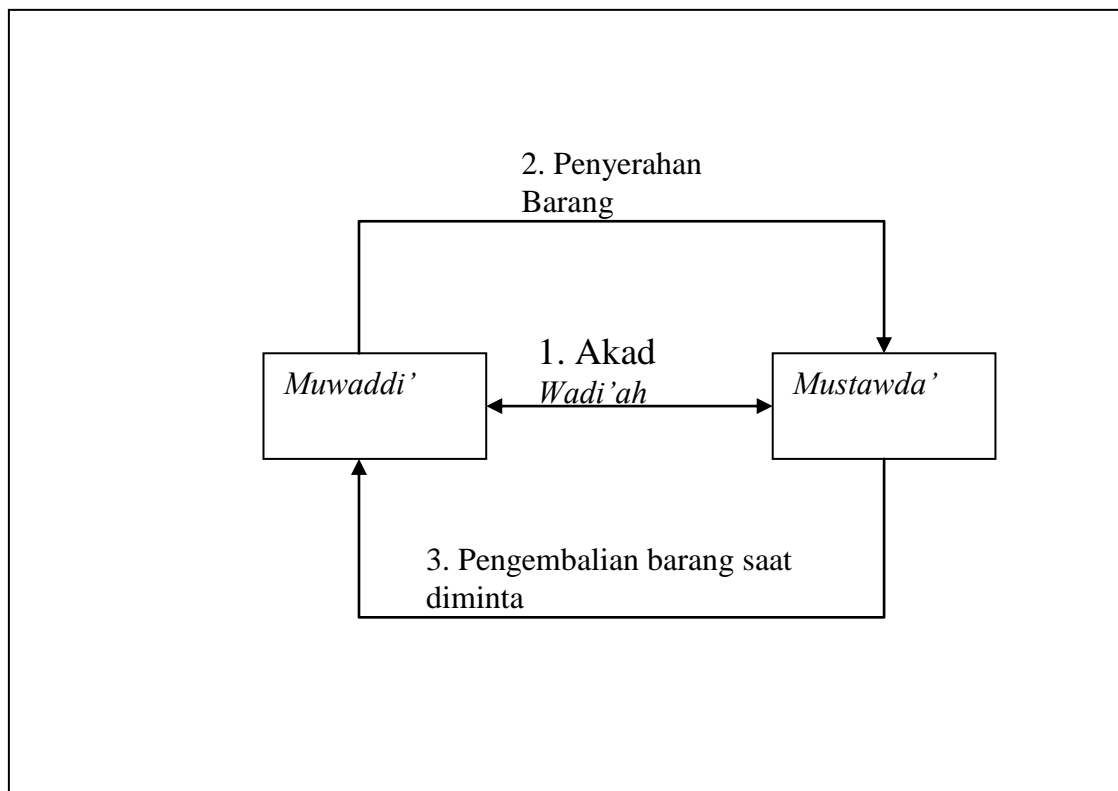 2. Penyerahan
Barang
1. Akad
Wadi’ah
Muwaddi’
Mustawda’
3. Pengembalian barang saat
diminta